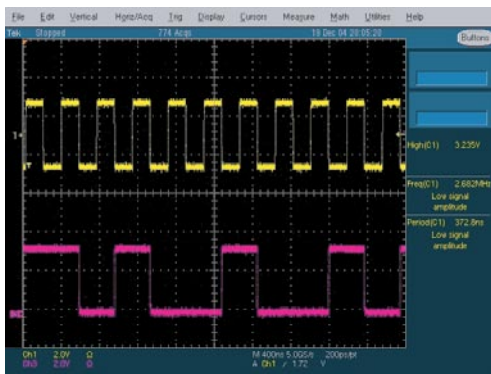 File Edit Vertical Horiz/Acq Trig Display Cursors Measure Math Utilities Help
Tek Stopped 774 Acqs 19 Dec 04 20:05:20
Buttons
High(C1) 3.235V
Freq(C1) 2.682MHz
Low signal
amplitude
Period(C1) 372.8ns
Low signal
amplitude
Ch1 2.0V Ω
Ch3 2.0V Ω
M 400ns 5.0GS/s 200ps/pt
A Ch1 / 1.72 V